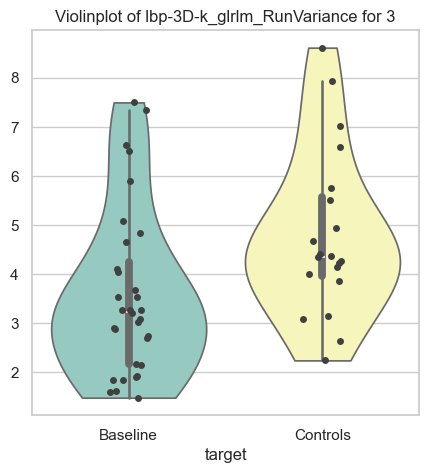 Violinplot of lbp-3D-k_glrlm_RunVariance for 3
8
7
6
5
4
3
2
Baseline Controls
target